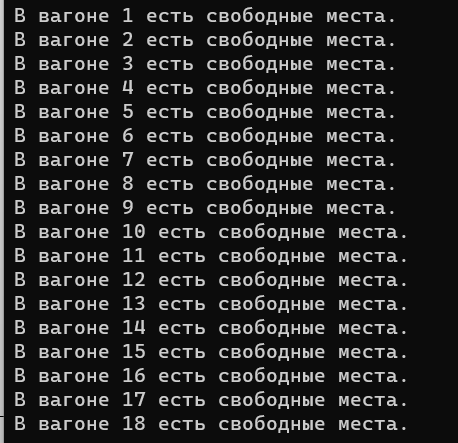 В вагоне 1 есть свободные места.
В вагоне 2 есть свободные места.
В вагоне 3 есть свободные места.
В вагоне 4 есть свободные места.
В вагоне 5 есть свободные места.
В вагоне 6 есть свободные места.
В вагоне 7 есть свободные места.
В вагоне 8 есть свободные места.
В вагоне 9 есть свободные места.
В вагоне 10 есть свободные места.
В вагоне 11 есть свободные места.
В вагоне 12 есть свободные места.
В вагоне 13 есть свободные места.
В вагоне 14 есть свободные места.
В вагоне 15 есть свободные места.
В вагоне 16 есть свободные места.
В вагоне 17 есть свободные места.
В вагоне 18 есть свободные места.